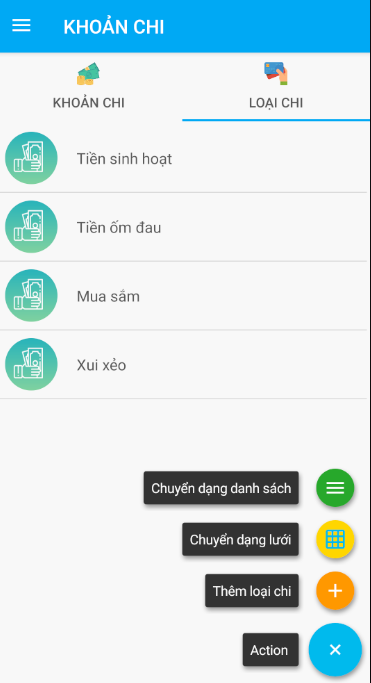 KHOẢN CHI
KHOẢN CHI
LOẠI CHI
Tiền sinh hoạt
Tiền ốm đau
Mua sắm
Xui xẻo
Chuyển dạng danh sách
Chuyển dạng lưới
Thêm loại chi
Action